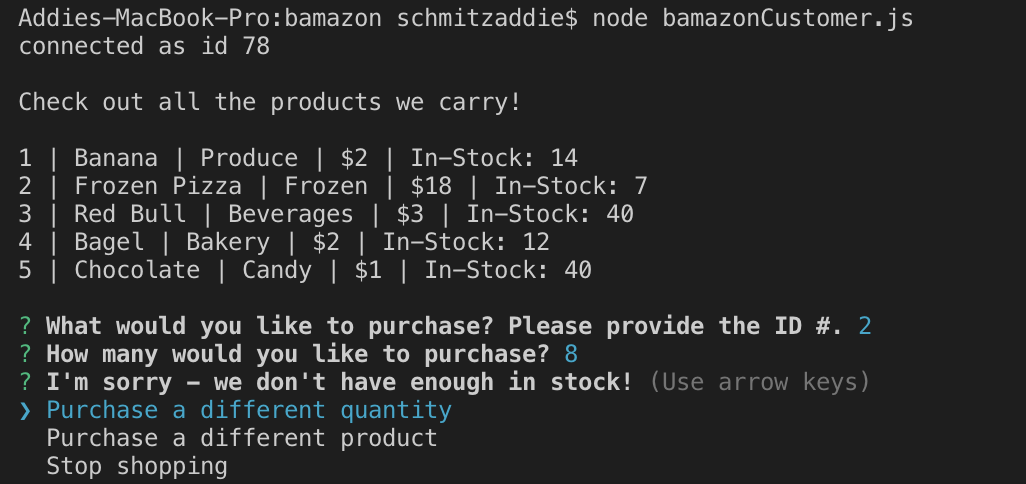 Addies-MacBook-Pro:bamazon schmitzaddie$ node bamazonCustomer.js
connected as id 78
Check out all the products we carry!
1 | Banana | Produce | $2 | In-Stock: 14
2 | Frozen Pizza | Frozen | $18 | In-Stock: 7
3 | Red Bull | Beverages | $3 | In-Stock: 40
4 | Bagel | Bakery | $2 | In-Stock: 12
5 | Chocolate | Candy | $1 | In-Stock: 40
? What would you like to purchase? Please provide the ID #. 2
? How many would you like to purchase? 8
? I'm sorry – we don't have enough in stock! (Use arrow keys)
❯ Purchase a different quantity
Purchase a different product
Stop shopping